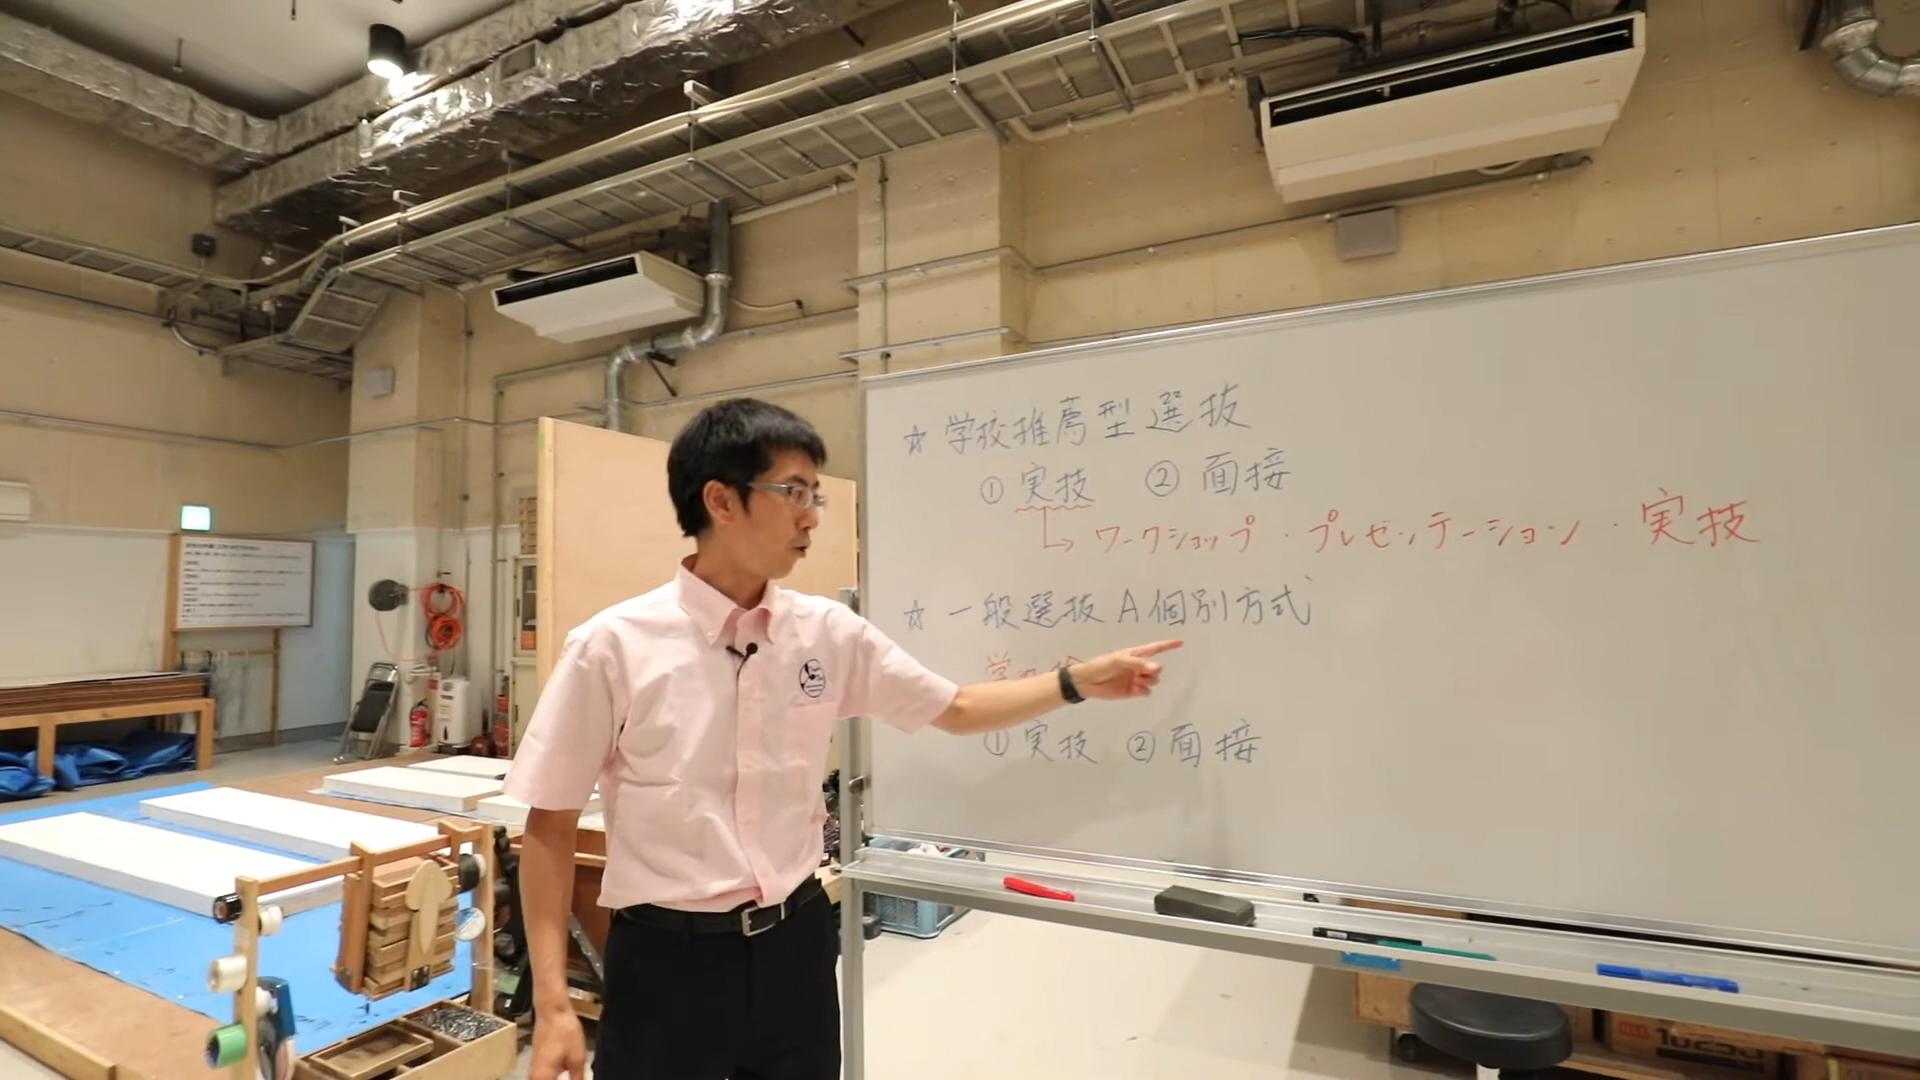 ☆学校推薦型選抜
① 実技 ② 面接
↳ ワークショップ・プレゼンテーション・実技
☆一般選抜A個別方式
① 実技 ② 面接